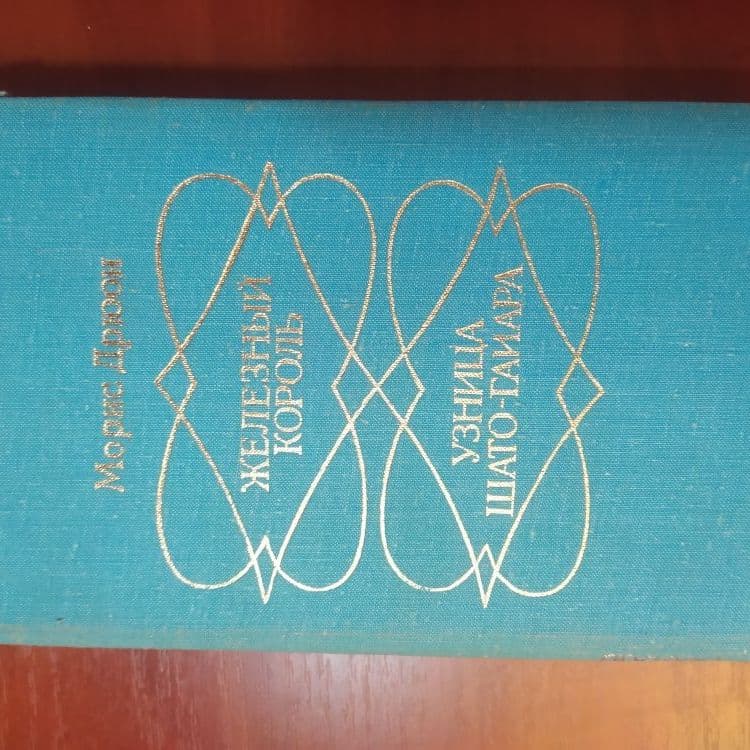 Морис Дрюон
ЖЕЛЕЗНЫЙ
КОРОЛЬ
УЗНИЦА
ШАТО-ГАЙАРА